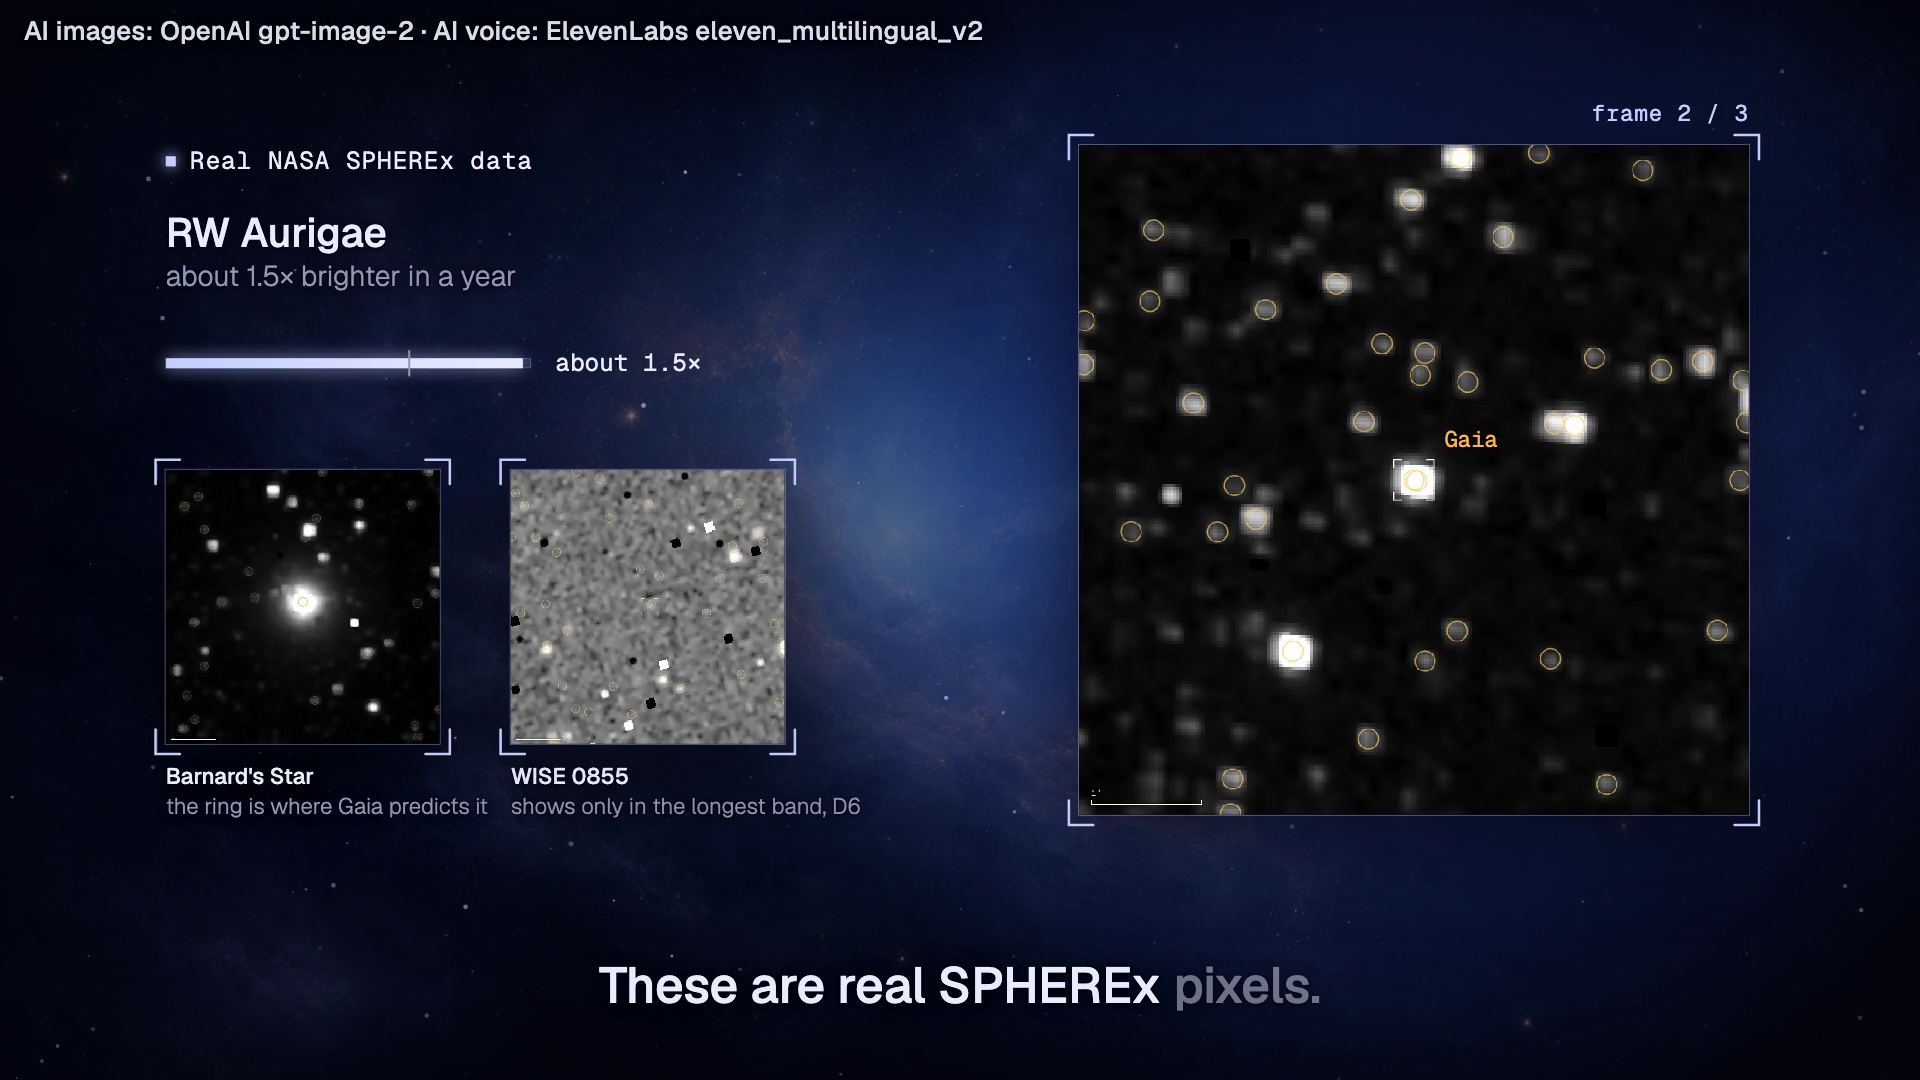 AI images: OpenAI gpt-image-2 · AI voice: ElevenLabs eleven_multilingual_v2
frame 2 / 3
Real NASA SPHEREx data
RW Aurigae
about 1.5× brighter in a year
about 1.5×
Gaia
Barnard's Star
the ring is where Gaia predicts it
WISE 0855
shows only in the longest band, D6
These are real SPHEREx pixels.